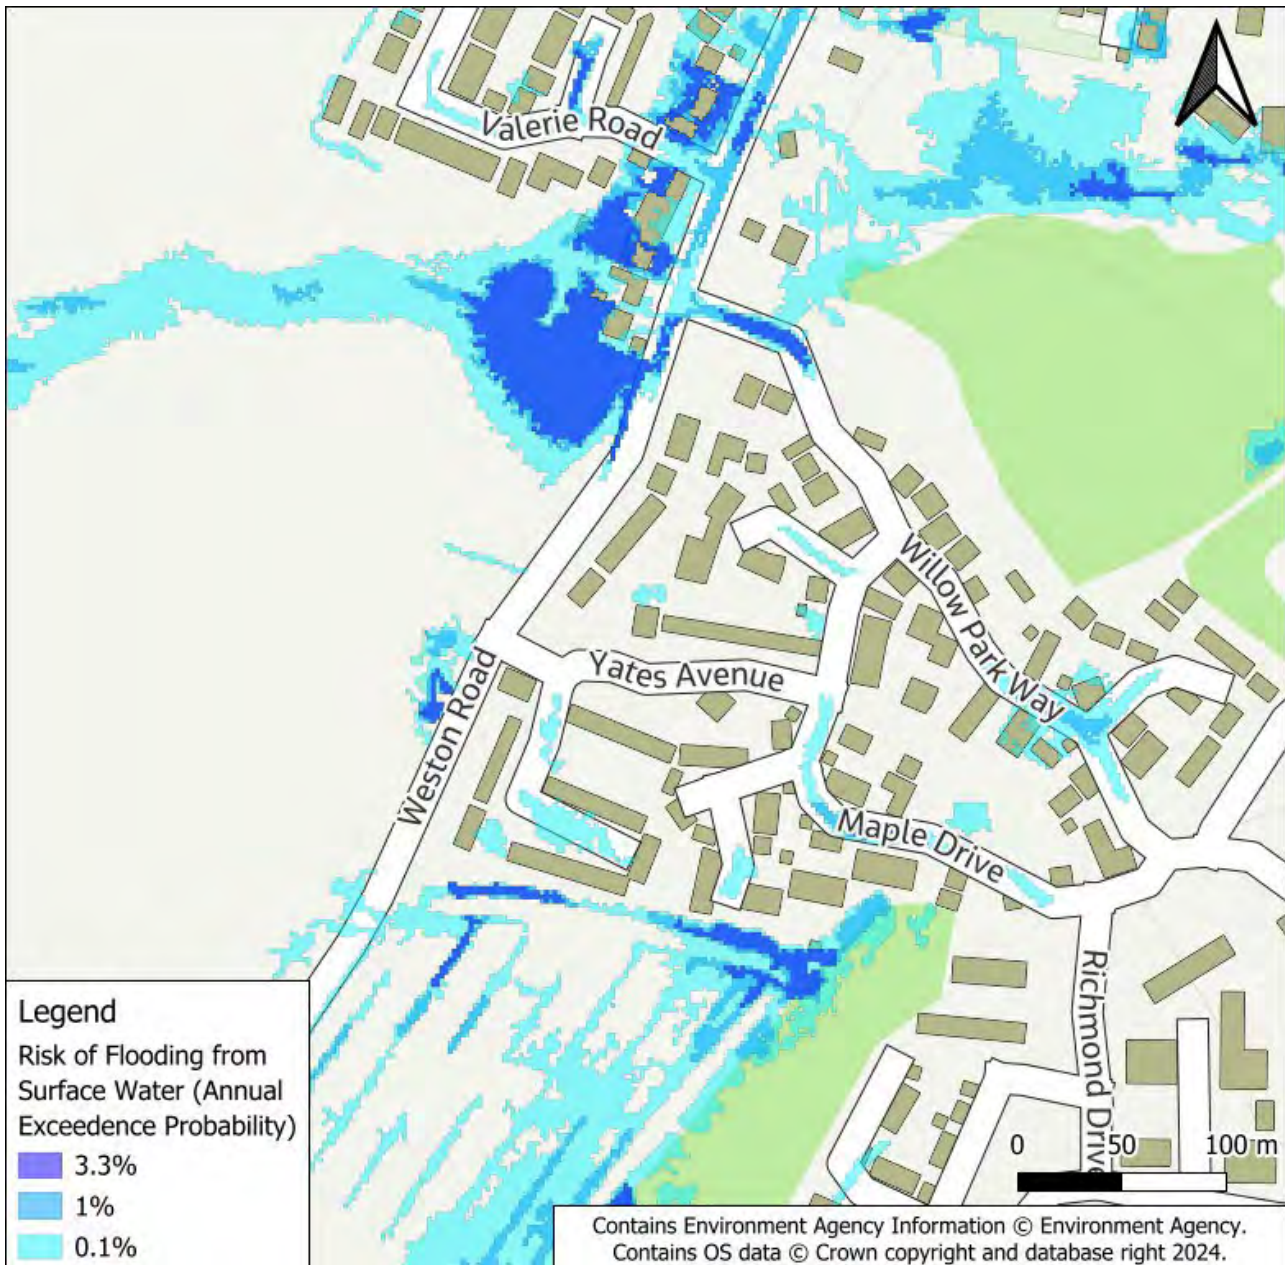 Valerie Road
Willow Park Way
Yates Avenue
Weston Road
Maple Drive
Richmond Drive
Legend
Risk of Flooding from
Surface Water (Annual
Exceedence Probability)
3.3%
1%
0.1%
0 50 100 m
Contains Environment Agency Information © Environment Agency.
Contains OS data © Crown copyright and database right 2024.